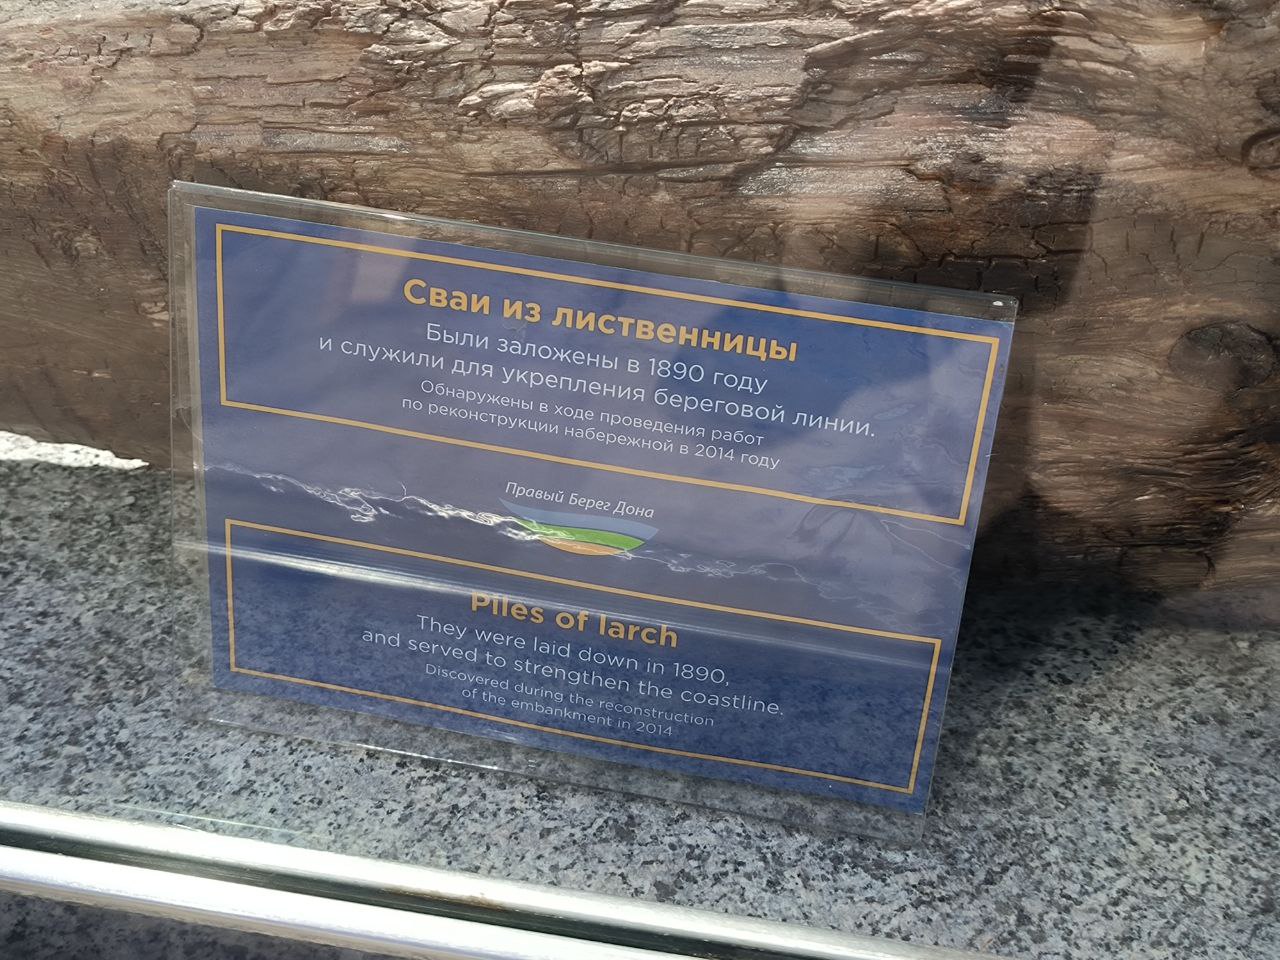 Сваи из лиственницы
Были заложены в 1890 году
и служили для укрепления береговой линии.
Обнаружены в ходе проведения работ
по реконструкции набережной в 2014 году
Правый Берег Дона
Piles of larch
They were laid down in 1890,
and served to strengthen the coastline.
Discovered during the reconstruction
of the embankment in 2014